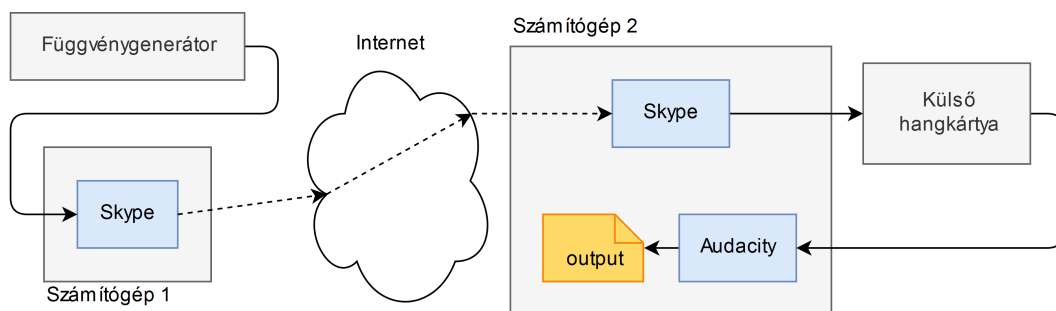 Függvénygenerátor
Internet
Számítógép 2
Skype
Külső
hangkártya
Skype
Számítógép 1
output
Audacity